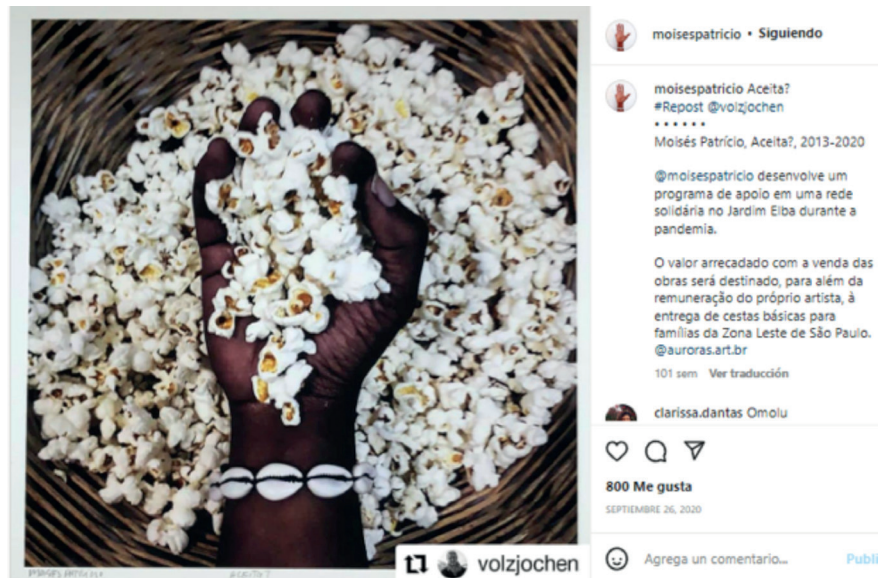 moisespatricio • Siguiendo
moisespatricio Aceita?
#Repost @volzjochen
• • • • • •
Moisés Patrício, Aceita?, 2013-2020
@moisespatricio desenvolve um
programa de apoio em uma rede
solidária no Jardim Elba durante a
pandemia.
O valor arrecadado com a venda das
obras será destinado, para além da
remuneração do próprio artista, à
entrega de cestas básicas para
famílias da Zona Leste de São Paulo.
@auroras.art.br
101 sem Ver traducción
clarissa.dantas Omolu
800 Me gusta
SEPTIEMBRE 26, 2020
volzjochen
Agrega un comentario... Publi